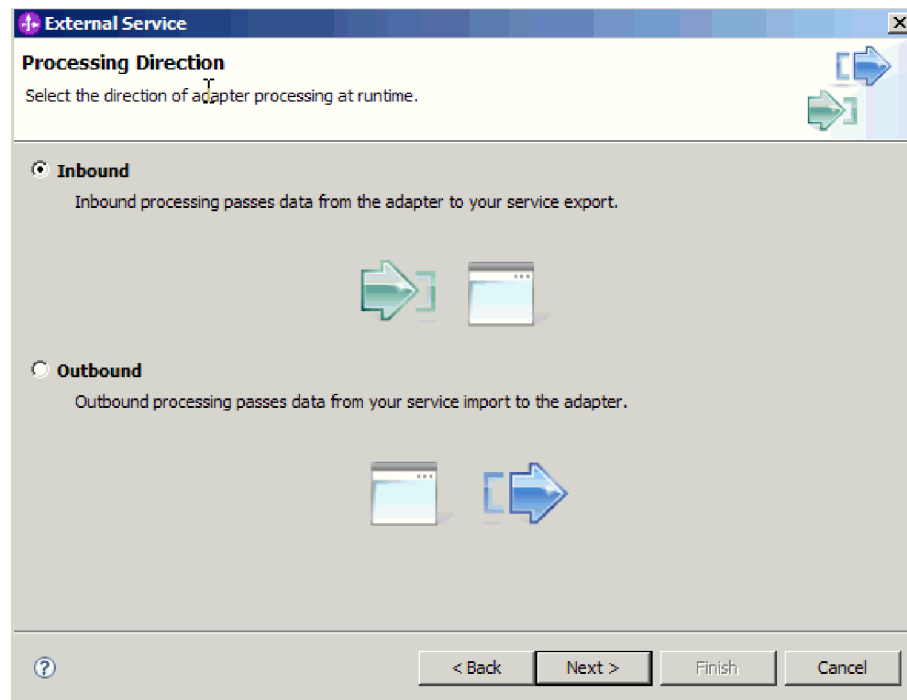 External Service
Processing Direction
Select the direction of adapter processing at runtime.
Inbound
Inbound processing passes data from the adapter to your service export.
Outbound
Outbound processing passes data from your service import to the adapter.
?
< Back Next > Finish Cancel